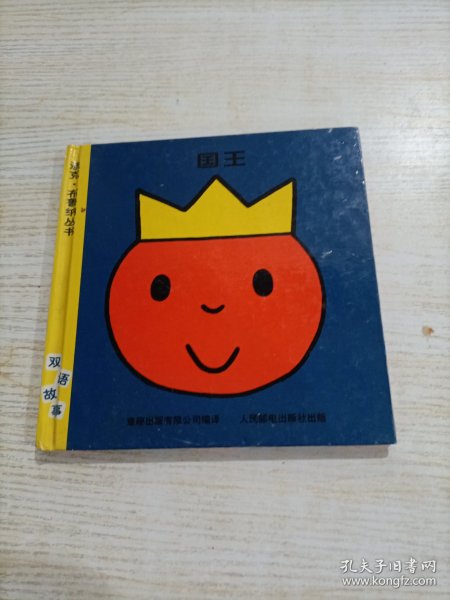 国王
迪克·布鲁纳丛书
双语故事
童趣出版有限公司编译 人民邮电出版社出版
孔夫子旧书网
www.kongfz.com